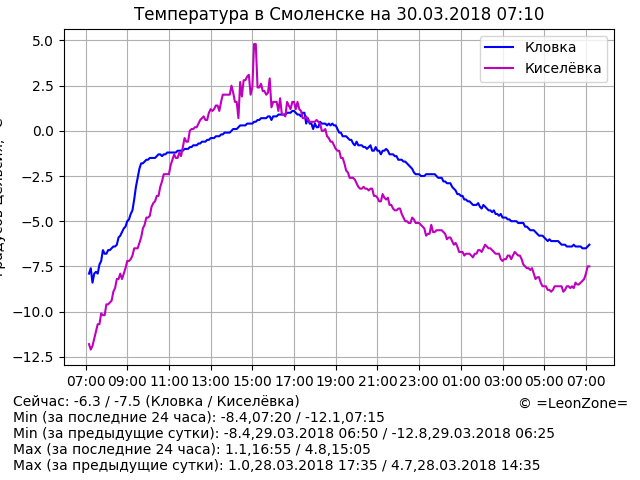 Температура в Смоленске на 30.03.2018 07:10
Кловка
Киселёвка
5.0
2.5
0.0
−2.5
−5.0
−7.5
−10.0
−12.5
07:00 09:00 11:00 13:00 15:00 17:00 19:00 21:00 23:00 01:00 03:00 05:00 07:00
Сейчас: -6.3 / -7.5 (Кловка / Киселёвка)
© =LeonZone=
Min (за последние 24 часа): -8.4,07:20 / -12.1,07:15
Min (за предыдущие сутки): -8.4,29.03.2018 06:50 / -12.8,29.03.2018 06:25
Max (за последние 24 часа): 1.1,16:55 / 4.8,15:05
Max (за предыдущие сутки): 1.0,28.03.2018 17:35 / 4.7,28.03.2018 14:35